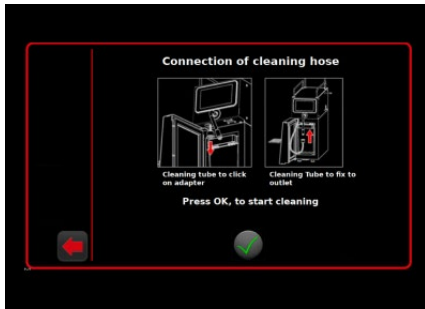 Connection of cleaning hose
Cleaning tube to click
on adapter
Cleaning Tube to fix to
outlet
Press OK, to start cleaning